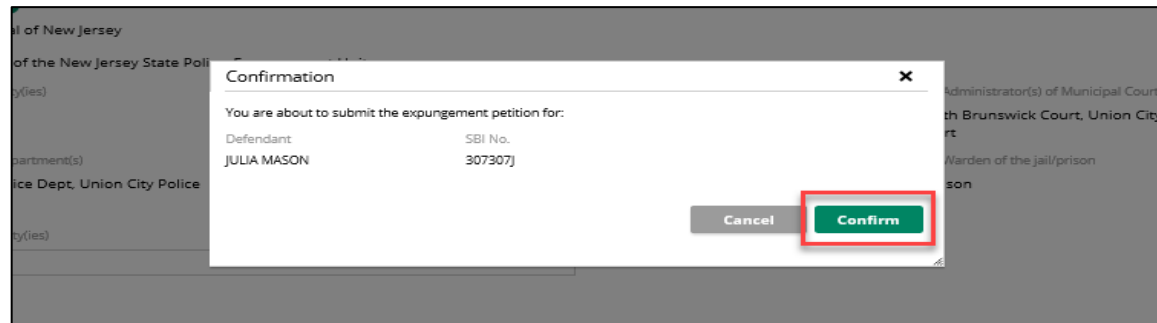 al of New Jersey
of the New Jersey State Poli
Confirmation
y(ies)
Administrator(s) of Municipal Court
You are about to submit the expungement petition for:
th Brunswick Court, Union City
rt
Defendant SBI No.
JULIA MASON 307307J
partment(s)
Warden of the jail/prison
ice Dept, Union City Police
son
Cancel Confirm
ty(ies)